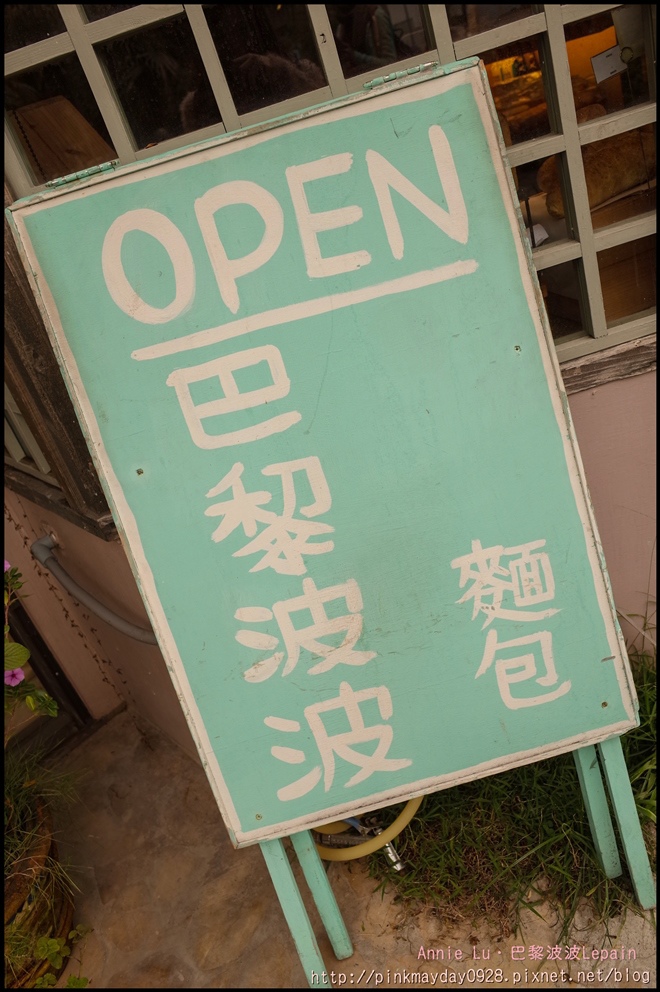 OPEN
巴黎波波
麵包
Annie Lu · 巴黎波波Lepain
http://pinkmayday0928.pixnet.net/blog